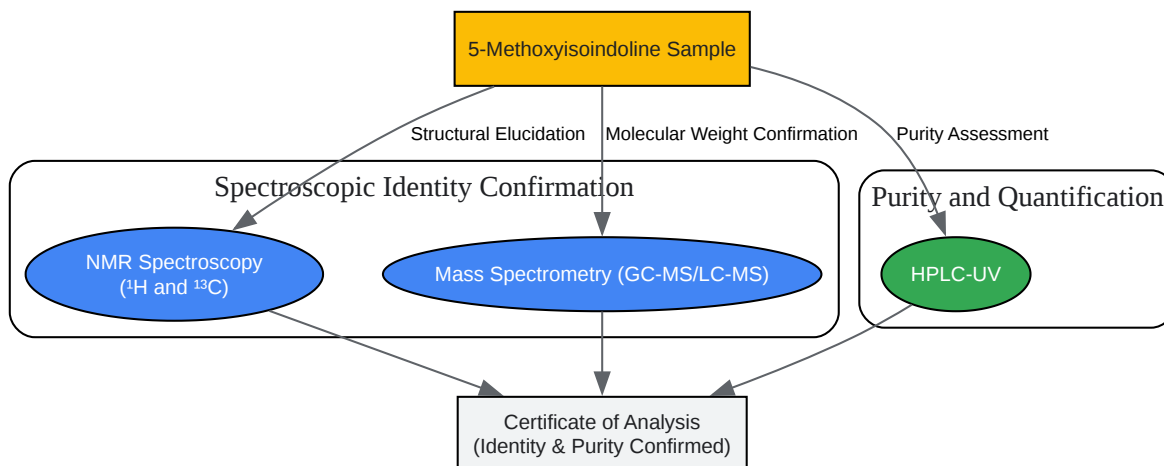 5-Methoxyisoindoline Sample
Structural Elucidation
Molecular Weight Confirmation
Purity Assessment
Spectroscopic Identity Confirmation
Purity and Quantification
NMR Spectroscopy
(¹H and ¹³C)
Mass Spectrometry (GC-MS/LC-MS)
HPLC-UV
Certificate of Analysis
(Identity & Purity Confirmed)